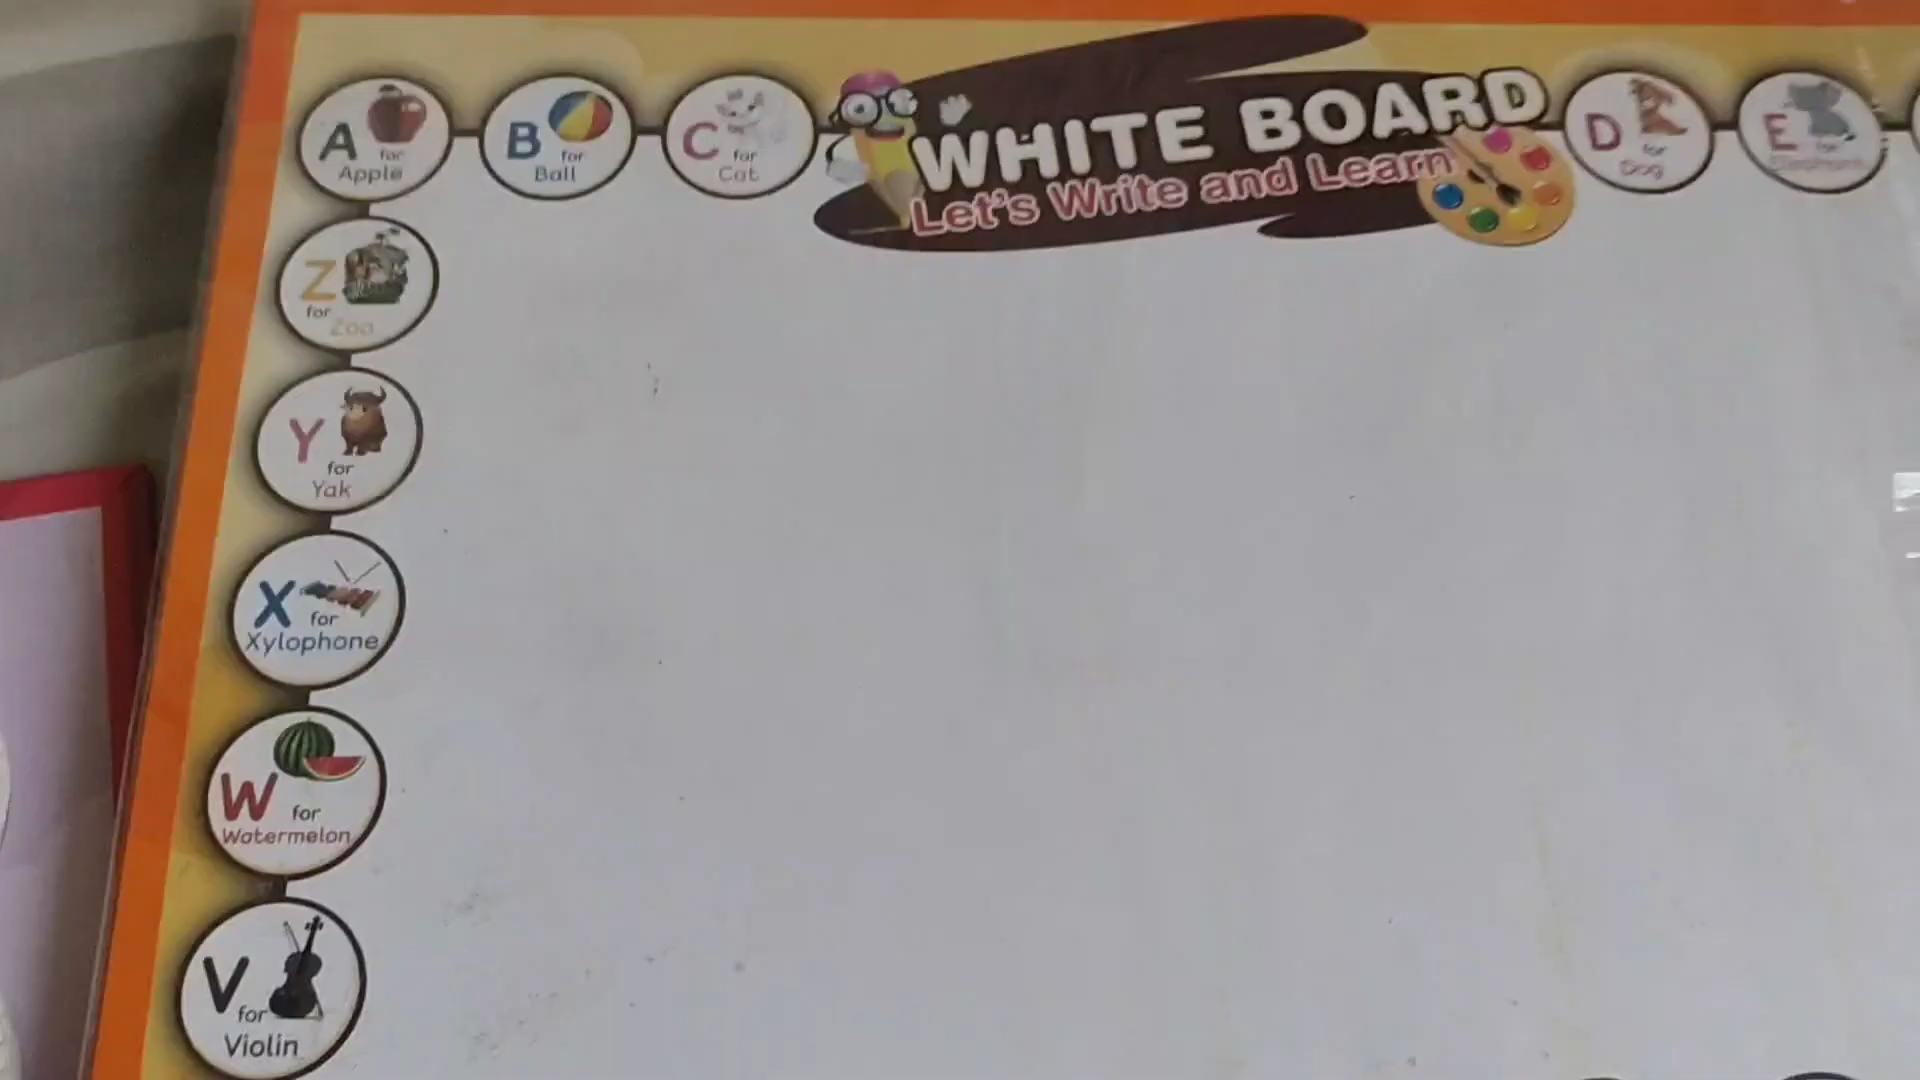 A for Apple
B for Ball
C for Cat
WHITE BOARD
Let's Write and Learn
D for Dog
E for Elephant
Z for Zoo
Y for Yak
X for Xylophone
W for Watermelon
V for Violin